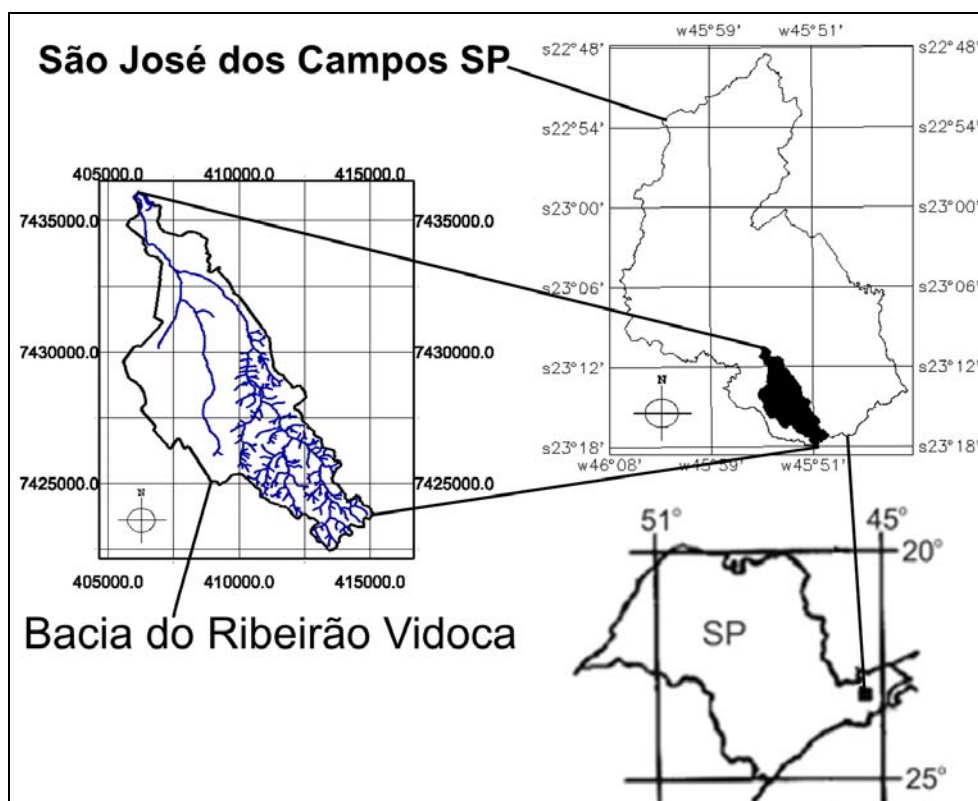 São José dos Campos SP
w45°59' w45°51'
s22°48' s22°48'
s22°54' s22°54'
s23°00' s23°00'
s23°06' s23°06'
s23°12' s23°12'
N
s23°18' s23°18'
w46°08' w45°59' w45°51'
405000.0 410000.0 415000.0
7435000.0 7435000.0
7430000.0 7430000.0
7425000.0 7425000.0
N
405000.0 410000.0 415000.0
Bacia do Ribeirão Vidoca
51° 45°
20°
SP
25°